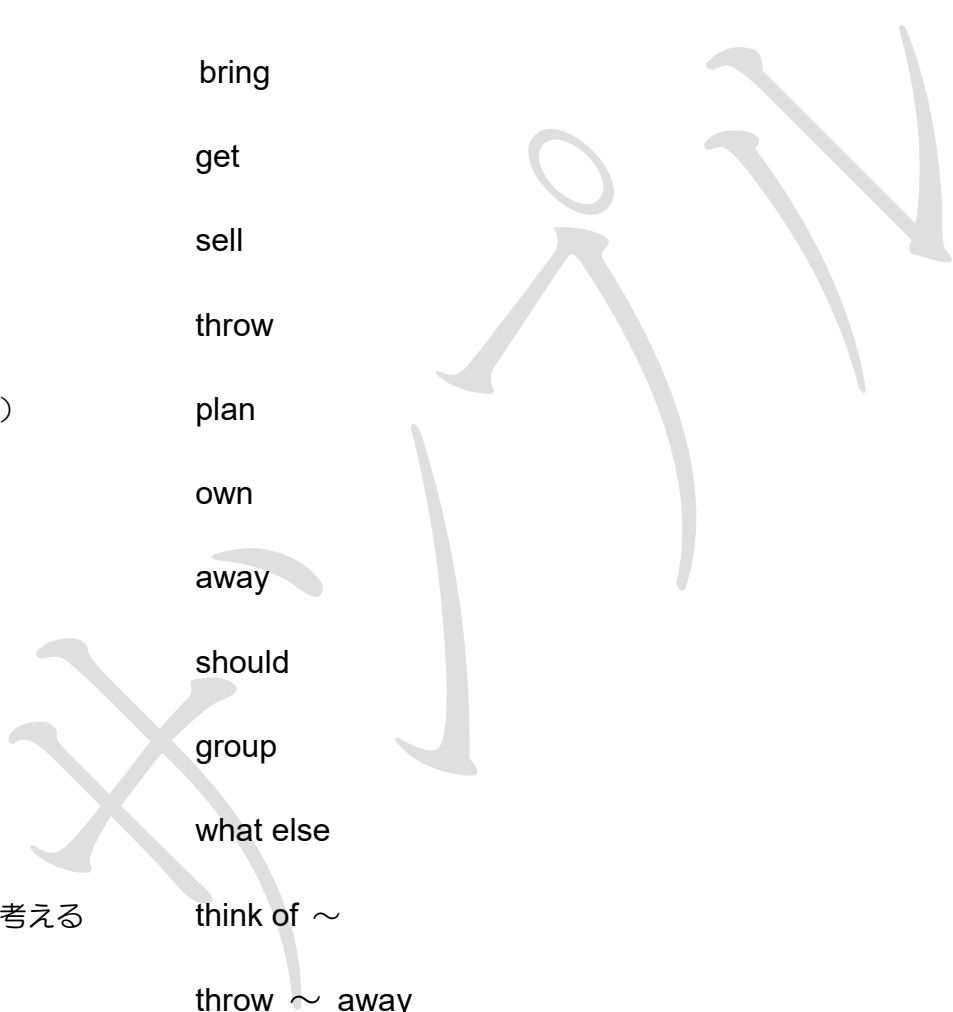 bring
get
sell
throw
) plan
own
away
should
group
what else
考える think of ～
throw ～ away